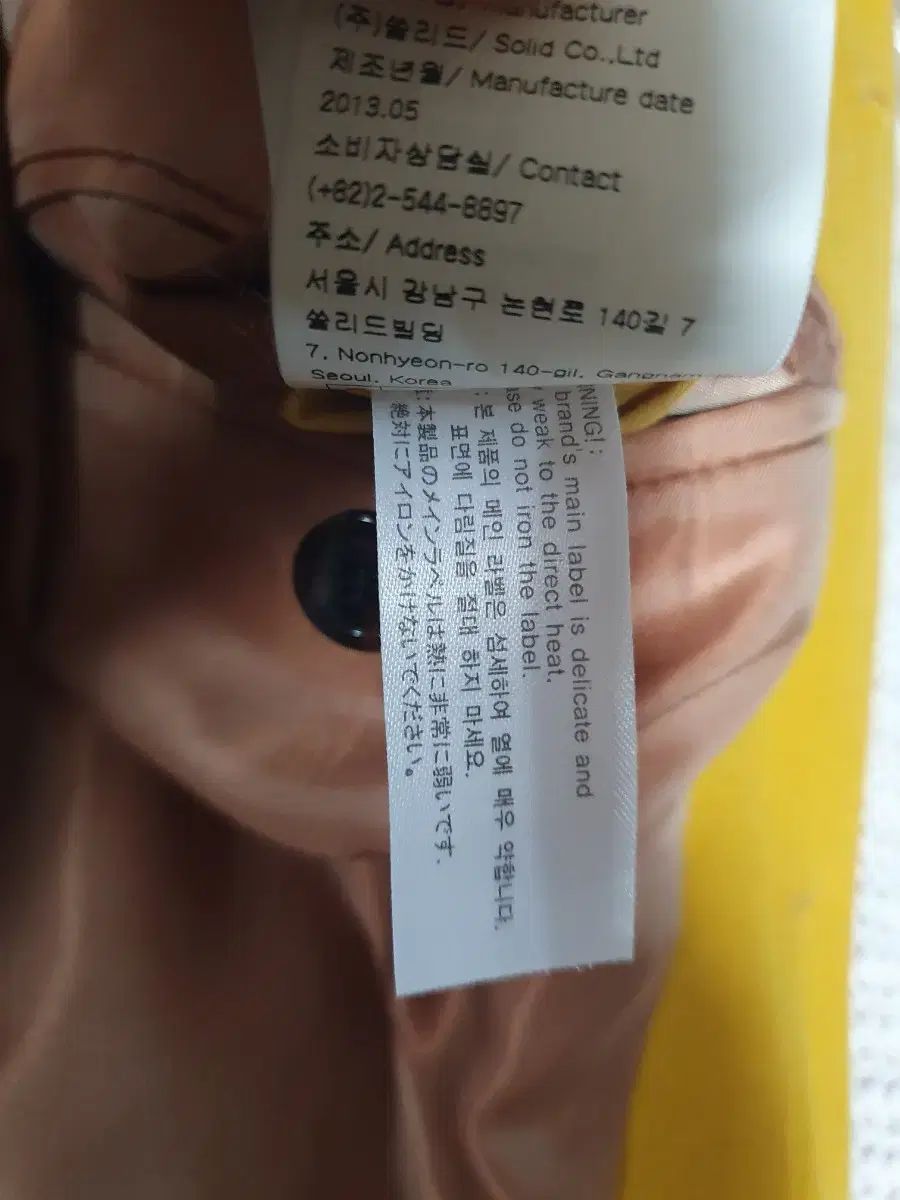 Manufacturer
(주)쏠리드/ Solid Co.,Ltd
제조년월/ Manufacture date
2013.05
소비자상담실/ Contact
(+82)2-544-8897
주소/ Address
서울시 강남구 논현로 140길 7
쏠리드빌딩
7, Nonhyeon-ro 140-gil, Gangnam
Seoul, Korea
NING!:
brand's main label is delicate and
weak to the direct heat.
ase do not iron the label.
: 본 제품의 메인 라벨은 섬세하여 열에 매우 약합니다.
표면에 다림질을 절대 하지 마세요.
: 本製品のメインラベルは熱に非常に弱いです.
絶対にアイロンをかけないでください。